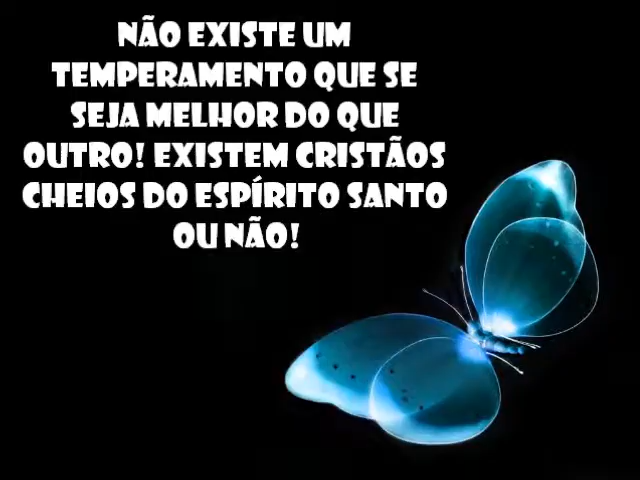 NÃO EXISTE UM
TEMPERAMENTO QUE SE
SEJA MELHOR DO QUE
OUTRO! EXISTEM CRISTÃOS
CHEIOS DO ESPÍRITO SANTO
OU NÃO!